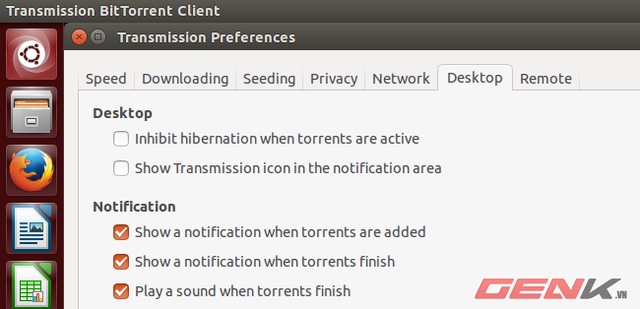 Transmission BitTorrent Client
Transmission Preferences
Speed Downloading Seeding Privacy Network Desktop Remote
Desktop
Inhibit hibernation when torrents are active
Show Transmission icon in the notification area
Notification
Show a notification when torrents are added
Show a notification when torrents finish
Play a sound when torrents finish
GENK.VN